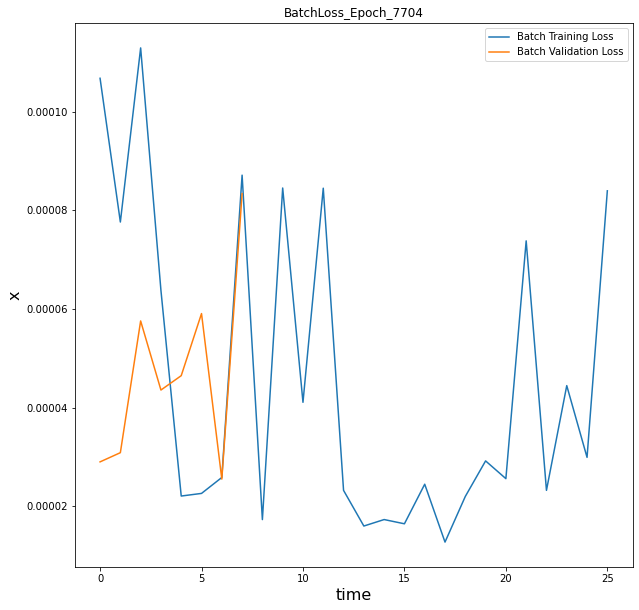 BatchLoss_Epoch_7704
Batch Training Loss
Batch Validation Loss
0.00010
0.00008
0.00006
0.00004
0.00002
x
0 5 10 15 20 25
time